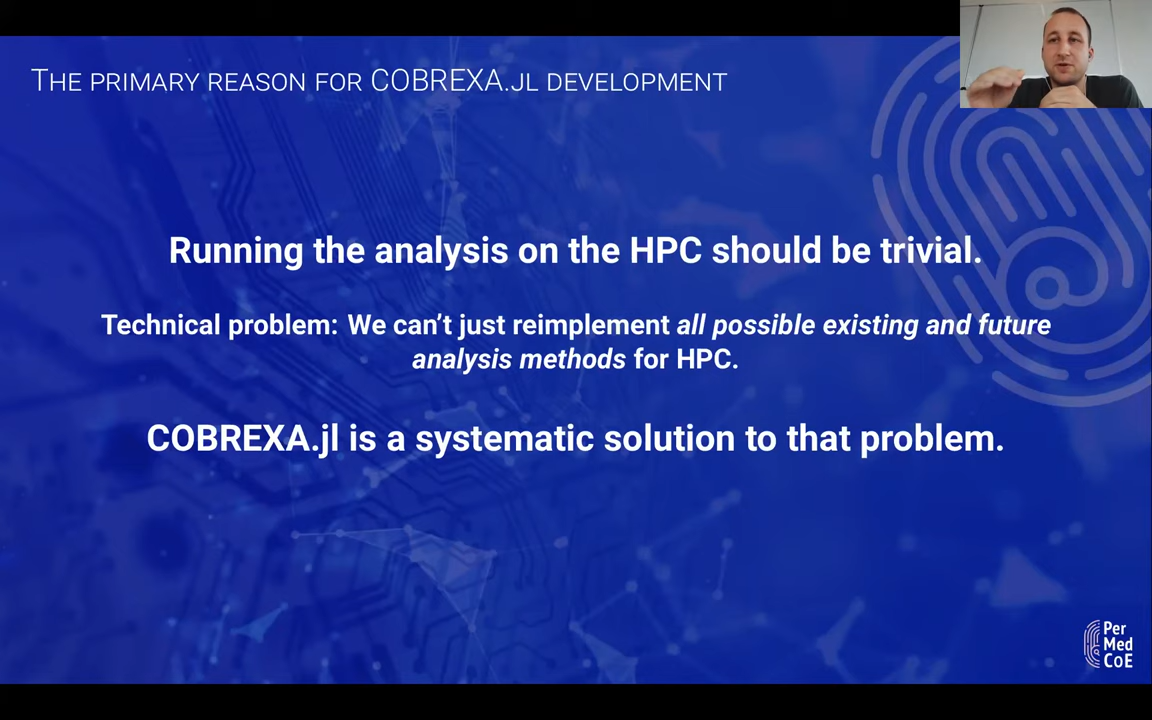 THE PRIMARY REASON FOR COBREXA.JL DEVELOPMENT
Running the analysis on the HPC should be trivial.
Technical problem: We can’t just reimplement all possible existing and future
analysis methods for HPC.
COBREXA.jl is a systematic solution to that problem.
Per
Med
CoE